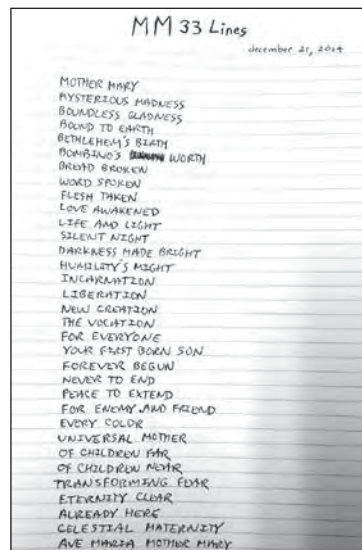 MM 33 Lines
december 21, 2014
MOTHER MARY
MYSTERIOUS MADNESS
BOUNDLESS GLADNESS
BOUND TO EARTH
BETHLEHEM'S BIRTH
BOMBINO'S WORTH
BREAD BROKEN
WORD SPOKEN
FLESH TAKEN
LOVE AWAKENED
LIFE AND LIGHT
SILENT NIGHT
DARKNESS MADE BRIGHT
HUMILITY'S MIGHT
INCARNATION
LIBERATION
NEW CREATION
THE VOCATION
FOR EVERYONE
YOUR FIRST BORN SON
FOREVER BEGUN
NEVER TO END
PEACE TO EXTEND
FOR ENEMY AND FRIEND
EVERY COLOR
UNIVERSAL MOTHER
OF CHILDREN FAR
OF CHILDREN NEAR
TRANSFORMING FEAR
ETERNITY CLEAR
ALREADY HERE
CELESTIAL MATERNITY
AVE MARIA MOTHER MARY